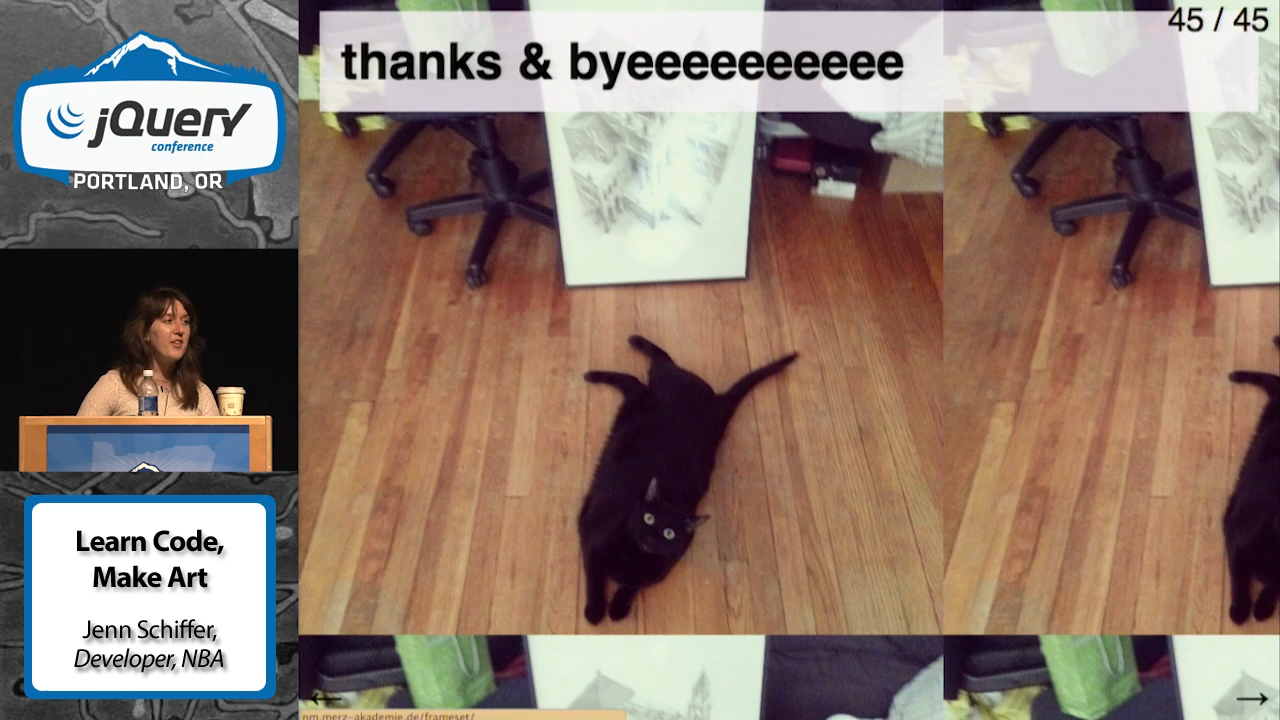 jQuery
conference
PORTLAND, OR
Learn Code,
Make Art
Jenn Schiffer,
Developer, NBA
45 / 45
thanks & byeeeeeeeeeee
←
→
nm.merz-akademie.de/frameset/